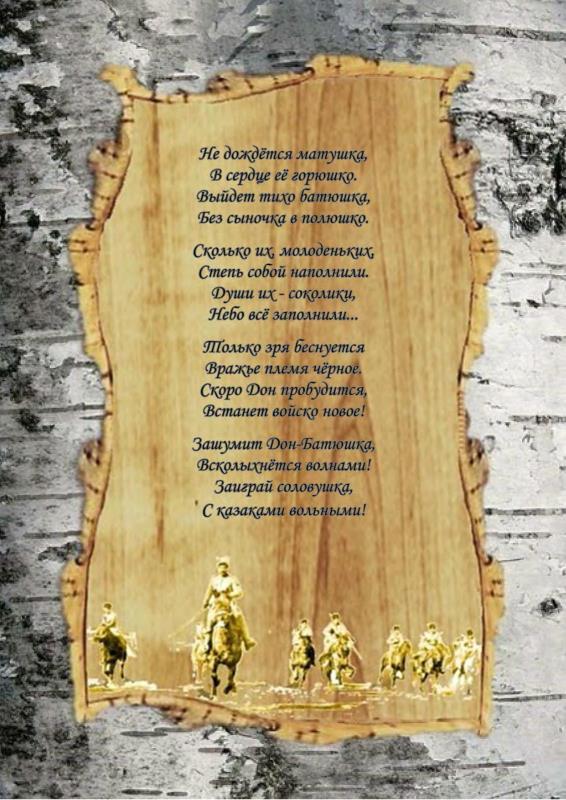 Не дождётся матушка,
В сердце её горюшко.
Выйдет тихо батюшка,
Без сыночка в полюшко.
Сколько их, молоденьких,
Степь собой наполнили.
Души их - соколики,
Небо всё заполнили...
Только зря беснуется
Вражье племя чёрное.
Скоро Дон пробудится,
Встанет войско новое!
Зашумит Дон-Батюшка,
Всколыхнётся волнами!
Заиграй соловушка,
С казаками вольными!